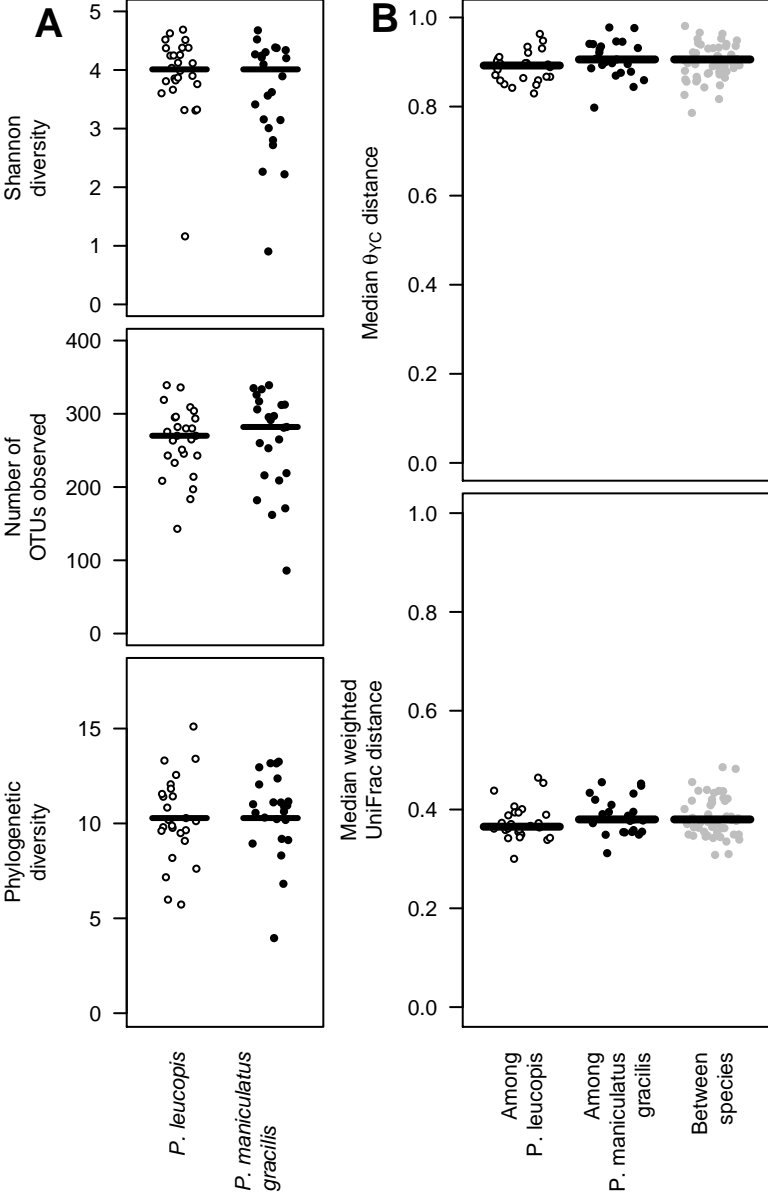 A
Shannon
diversity
5
4
3
2
1
0
Number of
OTUs observed
400
300
200
100
0
Phylogenetic
diversity
15
10
5
0
P. leucopis
P. maniculatus
gracilis
B
Median θYC distance
1.0
0.8
0.6
0.4
0.2
0.0
Median weighted
UniFrac distance
1.0
0.8
0.6
0.4
0.2
0.0
Among
P. leucopis
Among
P. maniculatus
gracilis
Between
species